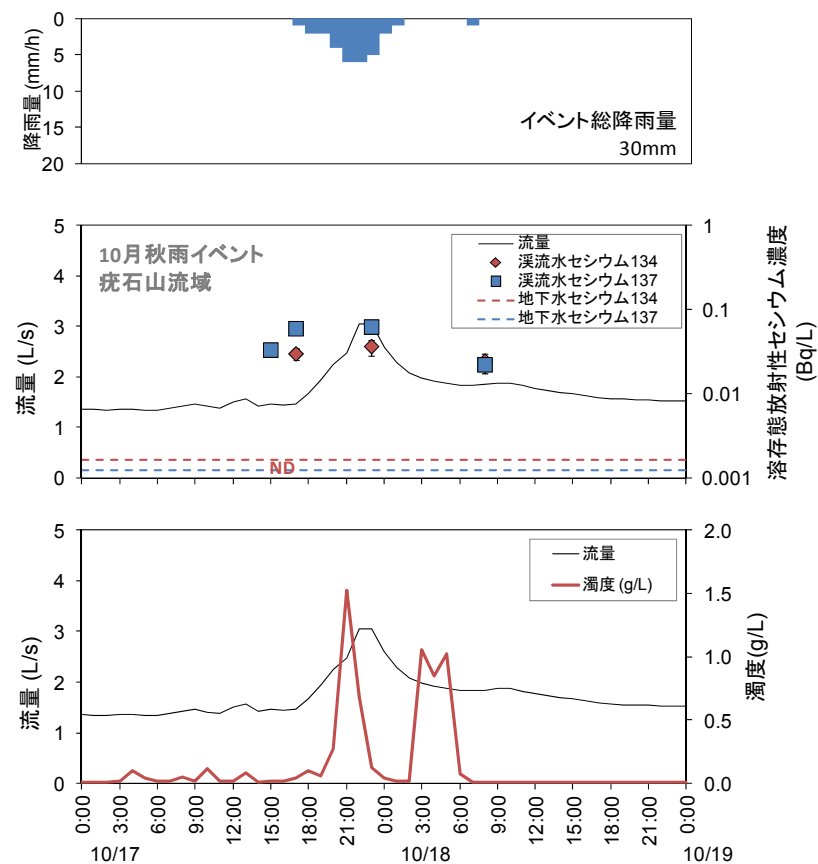 0
5
10
15
20
降雨量 (mm/h)
イベント総降雨量
30mm
5
4
3
2
1
0
流量 (L/s)
10月秋雨イベント
疣石山流域
流量
渓流水セシウム134
渓流水セシウム137
地下水セシウム134
地下水セシウム137
ND
1
0.1
0.01
0.001
溶存態放射性セシウム濃度
(Bq/L)
5
4
3
2
1
0
流量 (L/s)
流量
濁度 (g/L)
2.0
1.5
1.0
0.5
0.0
濁度(g/L)
0:00
3:00
6:00
9:00
12:00
15:00
18:00
21:00
0:00
3:00
6:00
9:00
12:00
15:00
18:00
21:00
0:00
10/17
10/18
10/19